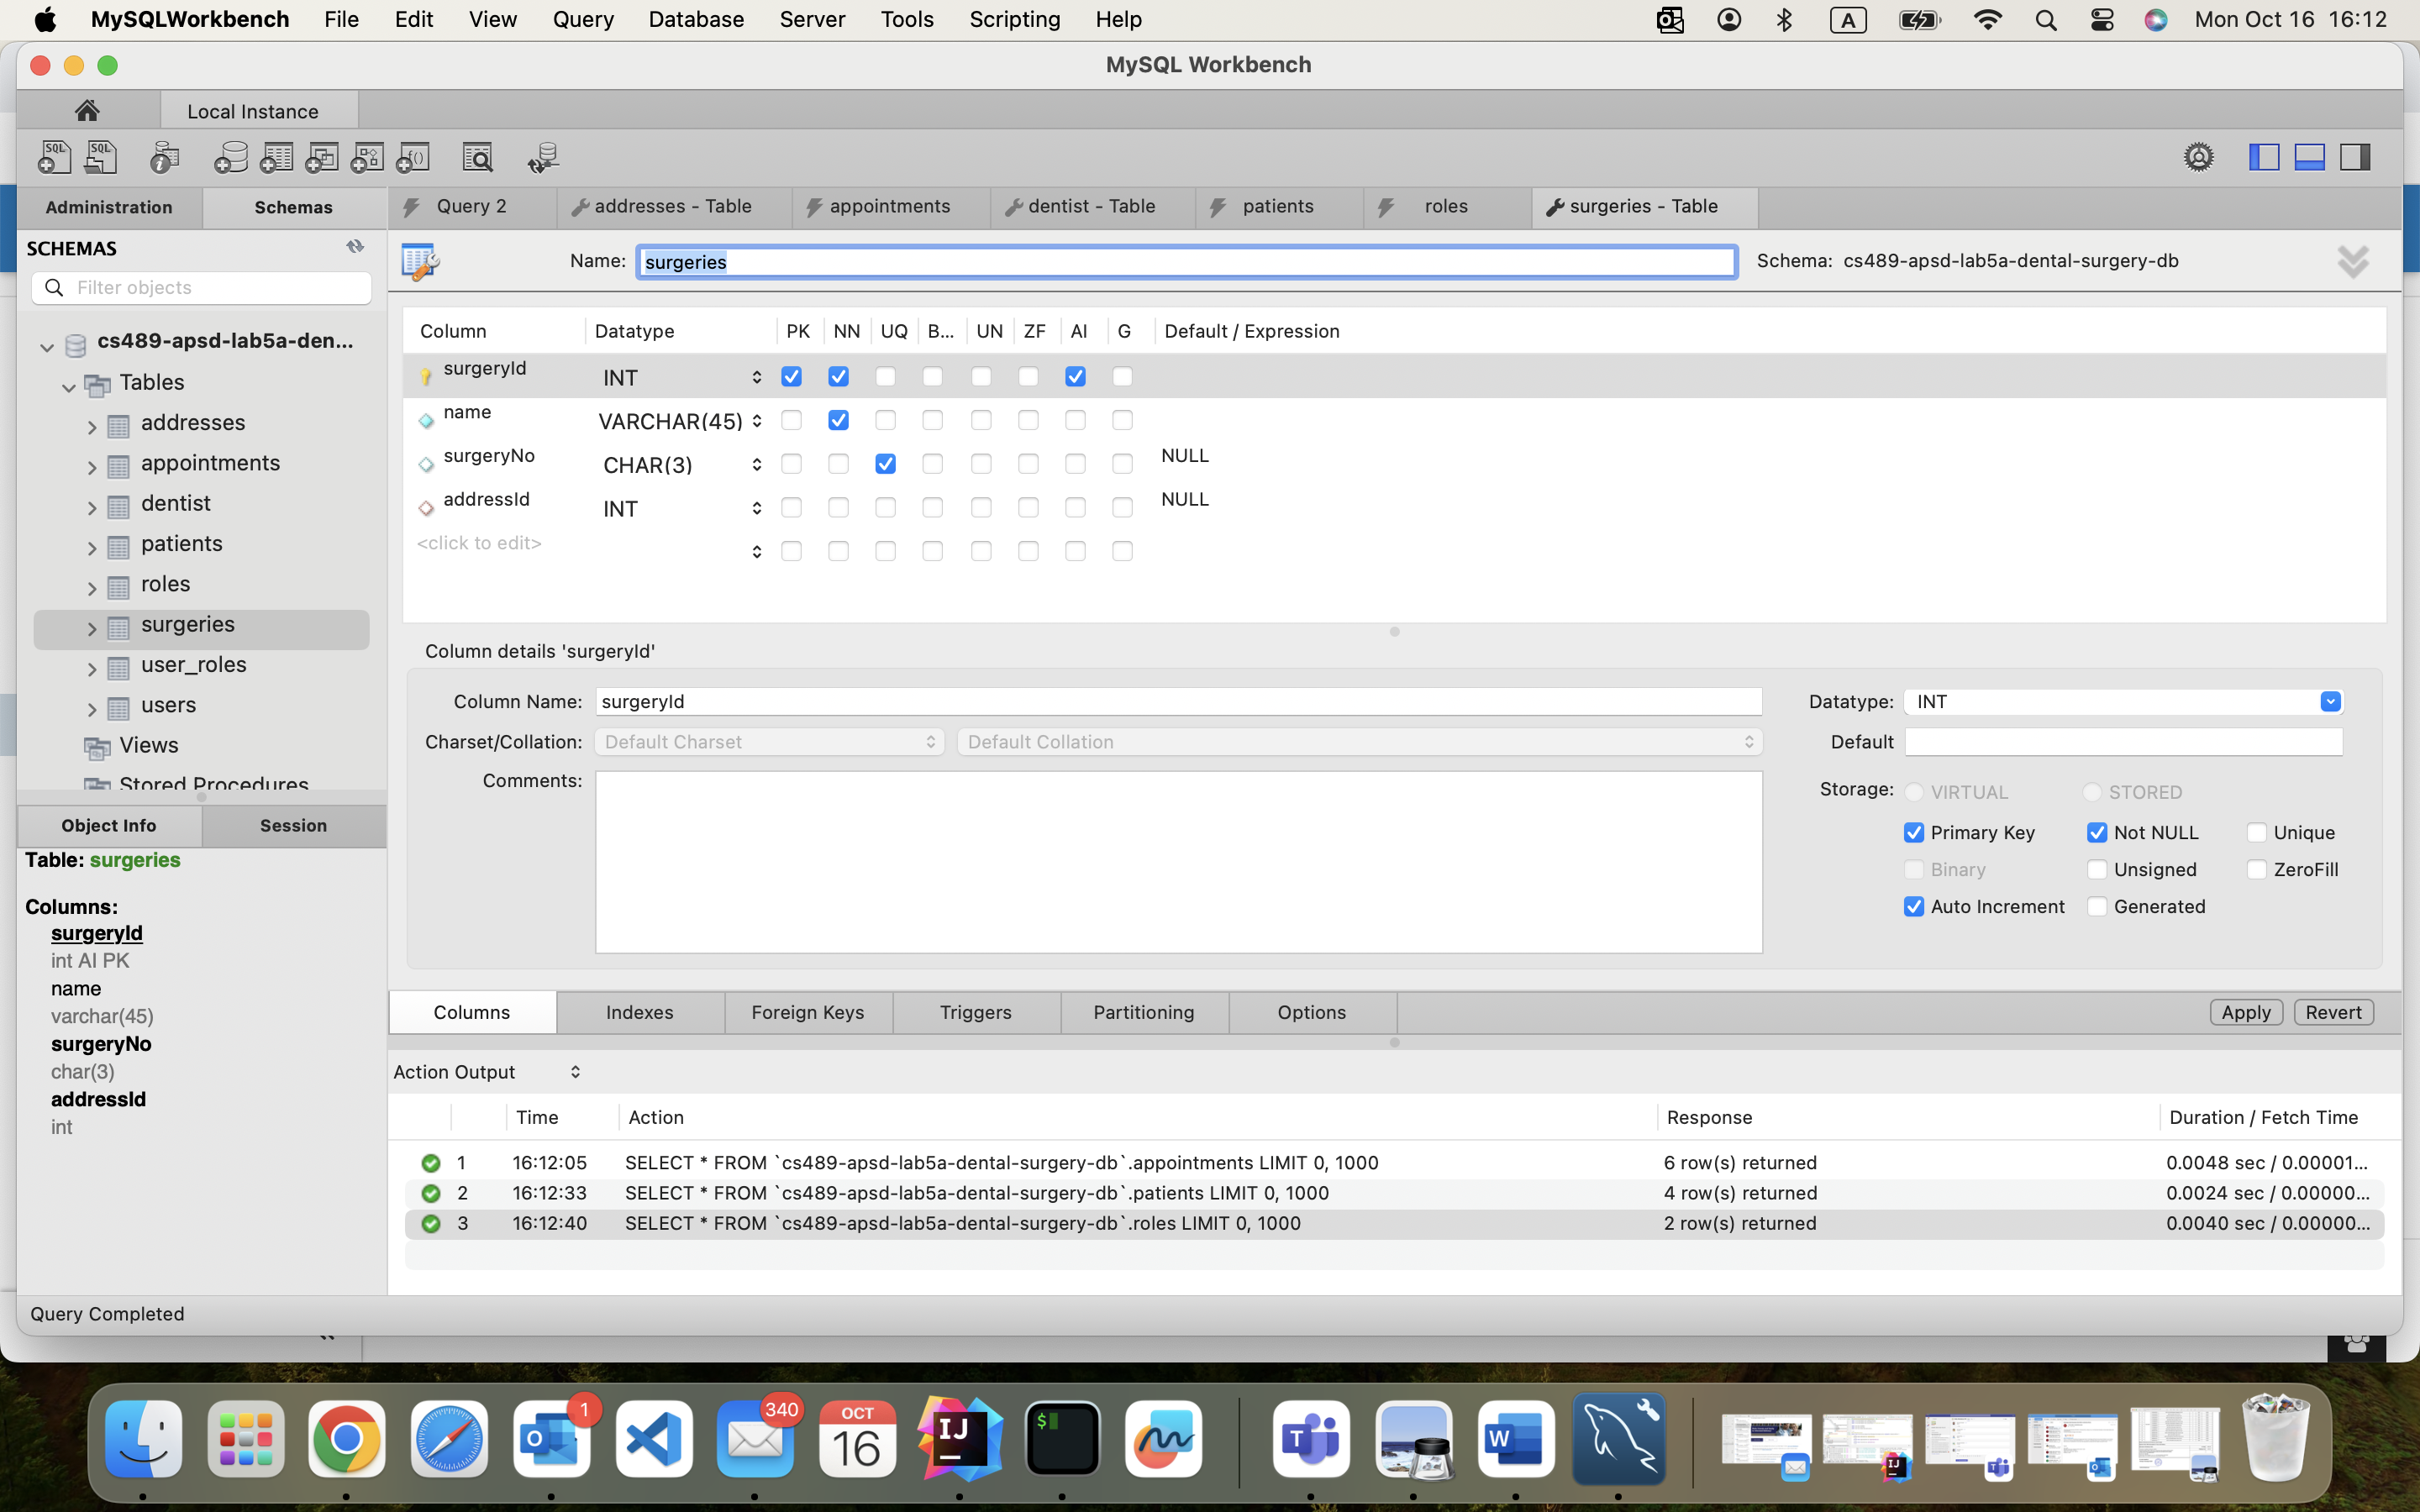 MySQLWorkbench File Edit View Query Database Server Tools Scripting Help A Mon Oct 16 16:12
MySQL Workbench
Local Instance
SQL SQL
Administration Schemas Query 2 addresses - Table appointments dentist - Table patients roles surgeries - Table
SCHEMAS
Filter objects
cs489-apsd-lab5a-den...
Tables
addresses
appointments
dentist
patients
roles
surgeries
user_roles
users
Views
Stored Procedures
Name: surgeries Schema: cs489-apsd-lab5a-dental-surgery-db
Column Datatype PK NN UQ B... UN ZF AI G Default / Expression
surgeryId INT
name VARCHAR(45)
surgeryNo CHAR(3) NULL
addressId INT NULL
<click to edit>
Column details 'surgeryId'
Column Name: surgeryId Datatype: INT
Charset/Collation: Default Charset Default Collation Default
Comments: Storage: VIRTUAL STORED
Primary Key Not NULL Unique
Binary Unsigned ZeroFill
Auto Increment Generated
Object Info Session
Table: surgeries
Columns:
surgeryId
int AI PK
name
varchar(45)
surgeryNo
char(3)
addressId
int
Columns Indexes Foreign Keys Triggers Partitioning Options Apply Revert
Action Output
Time Action Response Duration / Fetch Time
1 16:12:05 SELECT * FROM `cs489-apsd-lab5a-dental-surgery-db`.appointments LIMIT 0, 1000 6 row(s) returned 0.0048 sec / 0.00001...
2 16:12:33 SELECT * FROM `cs489-apsd-lab5a-dental-surgery-db`.patients LIMIT 0, 1000 4 row(s) returned 0.0024 sec / 0.00000...
3 16:12:40 SELECT * FROM `cs489-apsd-lab5a-dental-surgery-db`.roles LIMIT 0, 1000 2 row(s) returned 0.0040 sec / 0.00000...
Query Completed
1 340 OCT 16 IJ $ T W